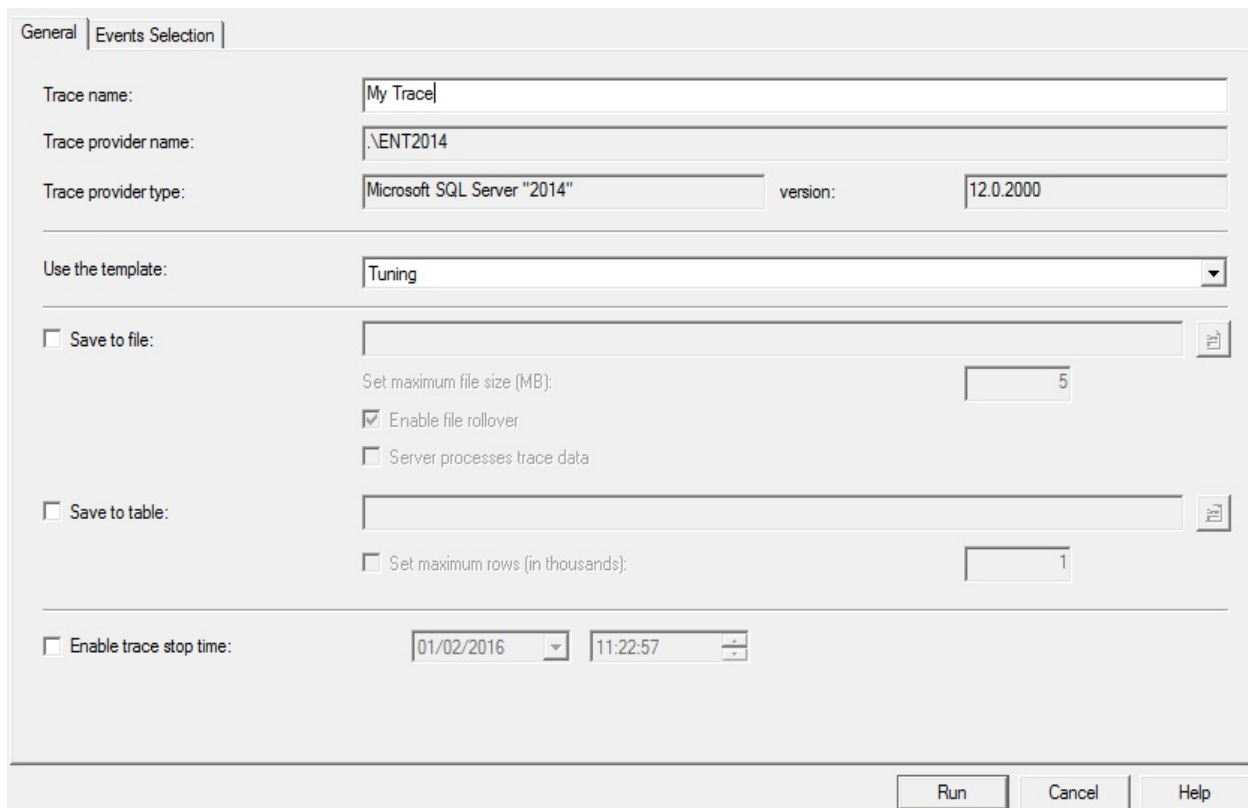 General Events Selection
Trace name: My Trace
Trace provider name: .\ENT2014
Trace provider type: Microsoft SQL Server "2014" version: 12.0.2000
Use the template: Tuning
Save to file:
Set maximum file size (MB): 5
Enable file rollover
Server processes trace data
Save to table:
Set maximum rows (in thousands): 1
Enable trace stop time: 01/02/2016 11:22:57
Run Cancel Help